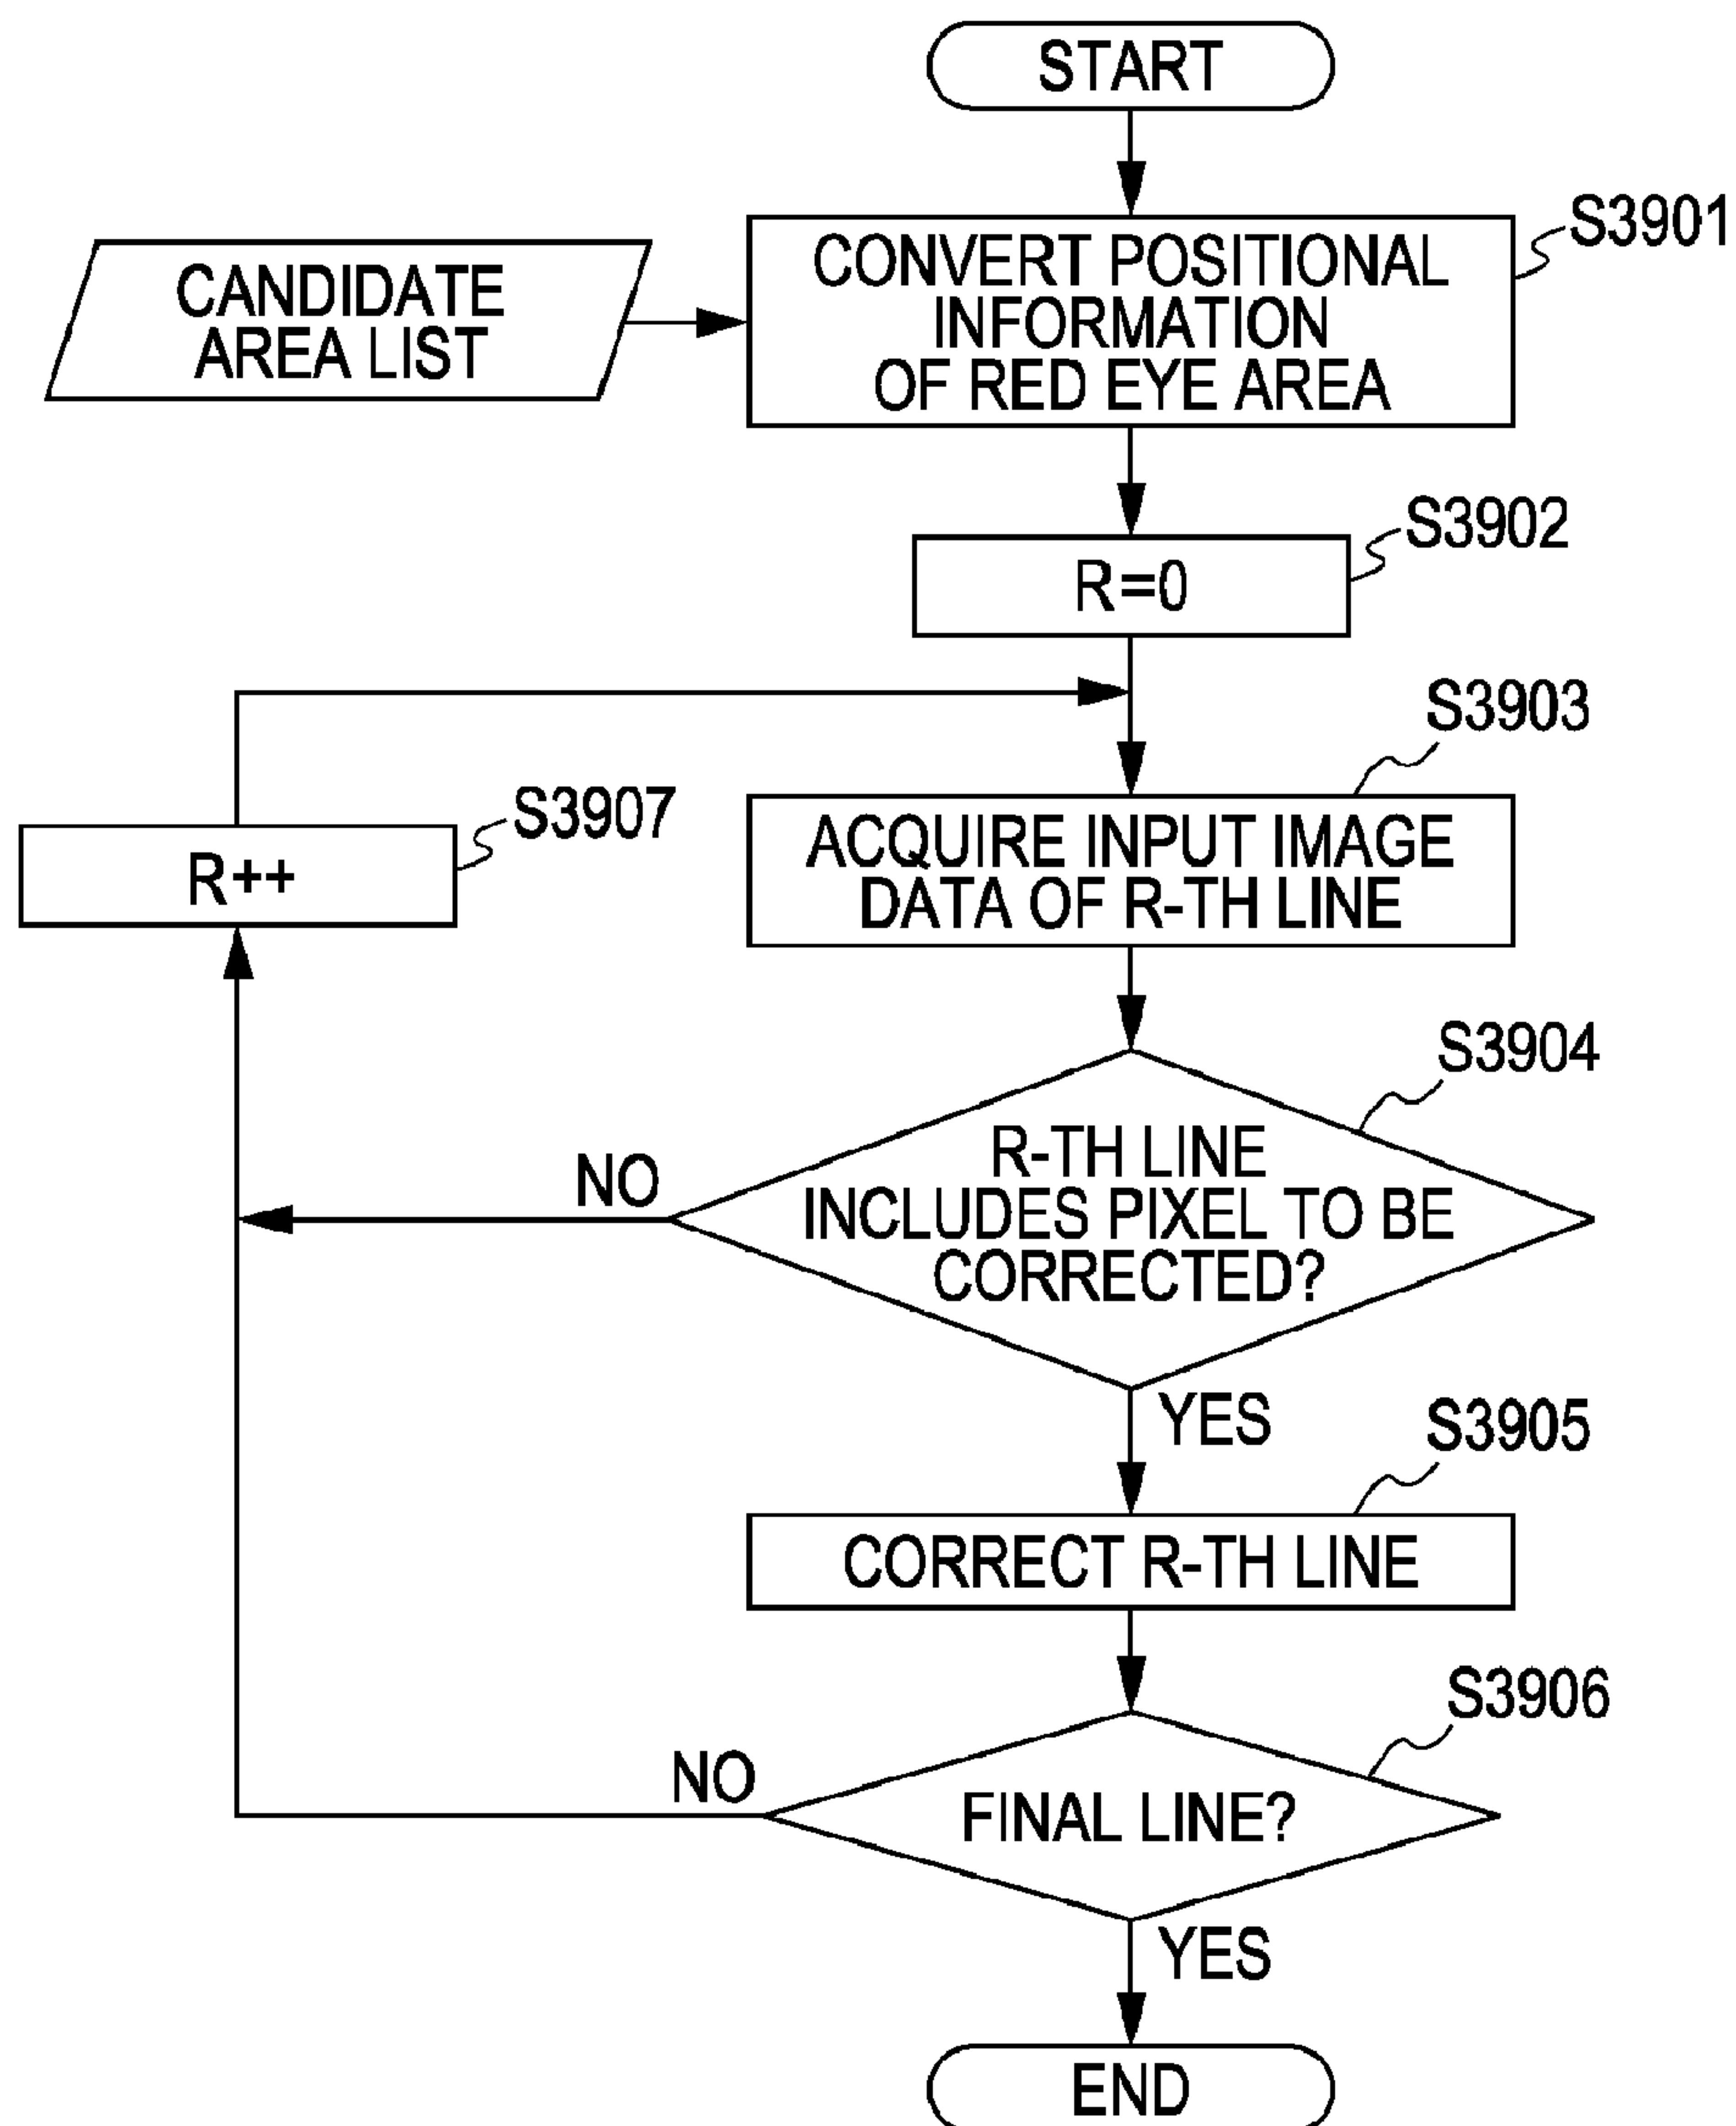 START
S3901
CONVERT POSITIONAL
INFORMATION
OF RED EYE AREA
CANDIDATE
AREA LIST
S3902
R=0
S3903
ACQUIRE INPUT IMAGE
DATA OF R-TH LINE
S3907
R++
S3904
R-TH LINE
INCLUDES PIXEL TO BE
CORRECTED?
NO
YES
S3905
CORRECT R-TH LINE
S3906
FINAL LINE?
NO
YES
END